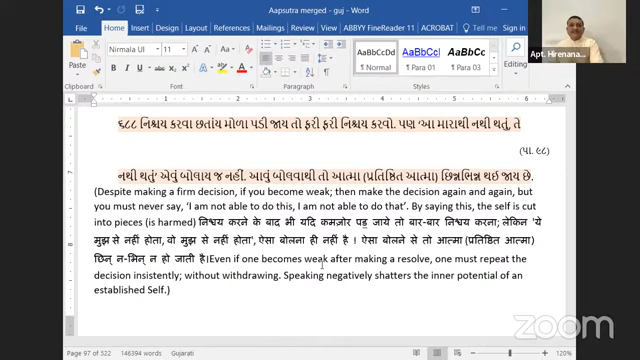 Aapsutra merged - guj - Word
File Home Insert Design Layout References Mailings Review View ABBYY FineReader 11 ACROBAT Tell me Share
Nirmala UI 11
AaBbCcDd AaBbCcI AaBbCc
¶ Normal ¶ Para 01 ¶ Para 03
Paste
Clipboard Font Paragraph Styles Editing
Apt. Hirenana...
૬૮૮ નિશ્ચય કરવા છતાંય મોળા પડી જાય તો ફરી ફરી નિશ્ચય કરવો. પણ 'આ મારાથી નથી થતું, તે
(પા. ૯૮)
નથી થતું' એવું બોલાય જ નહીં. આવું બોલવાથી તો આત્મા (પ્રતિષ્ઠિત આત્મા) છિન્નભિન્ન થઇ જાય છે.
(Despite making a firm decision, if you become weak; then make the decision again and again, but
you must never say, 'I am not able to do this, I am not able to do that'. By saying this, the self is cut
into pieces (is harmed) निश्चय करने के बाद भी यदि कमज़ोर पड़ जाये तो बार-बार निश्चय करना; लेकिन 'ये
मुझ से नहीं होता, वो मुझ से नहीं होता', ऐसा बोलना ही नहीं है ! ऐसा बोलने से तो आत्मा (प्रतिष्ठित आत्मा)
छिन् न-भिन् न हो जाती है।Even if one becomes weak after making a resolve, one must repeat the
decision insistently; without withdrawing. Speaking negatively shatters the inner potential of an
established Self.)
zoom
Page 97 of 522 146394 words Gujarati 120%